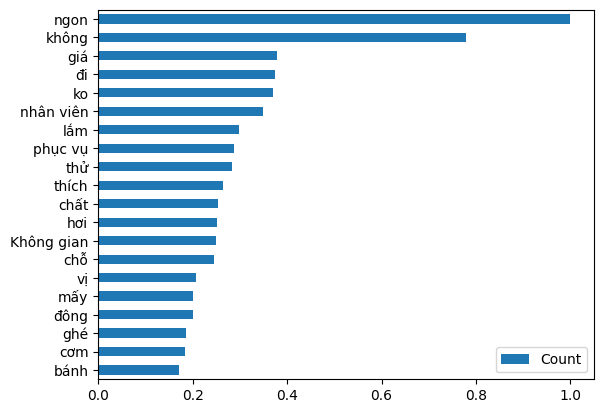 ngon
không
giá
đi
ko
nhân viên
lắm
phục vụ
thử
thích
chất
hơi
Không gian
chỗ
vị
mấy
đông
ghé
cơm
bánh
0.0 0.2 0.4 0.6 0.8 1.0
Count